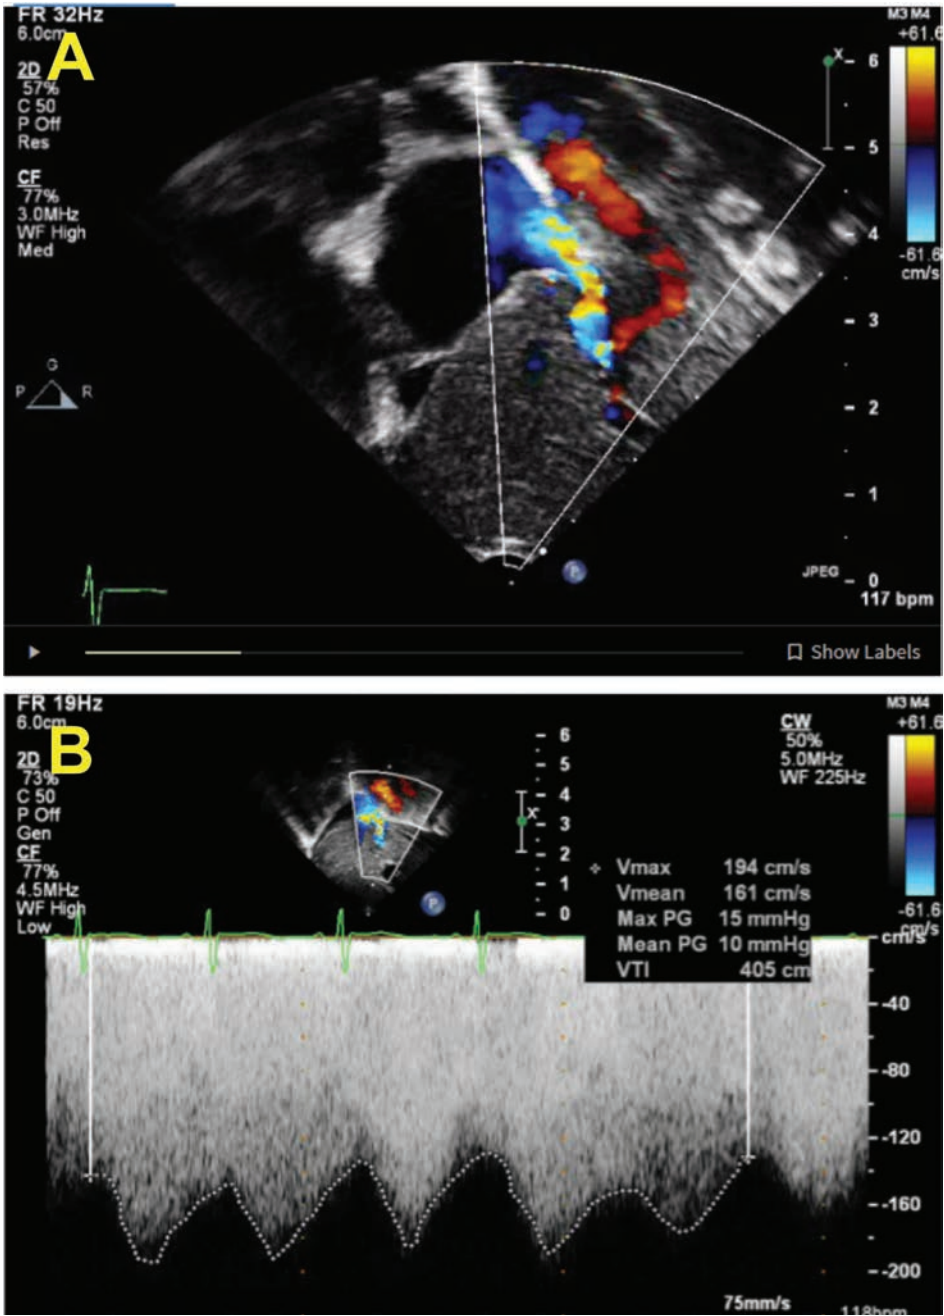 FR 32Hz
6.0cm
A
2D
57%
C 50
P Off
Res
CF
77%
3.0MHz
WF High
Med
M3 M4
+61.6
-61.6
cm/s
X
6
5
4
3
2
1
0
G
P R
P
JPEG
117 bpm
Show Labels
FR 19Hz
6.0cm
B
2D
73%
C 50
P Off
Gen
CF
77%
4.5MHz
WF High
Low
6
5
4
X
3
2
1
0
P
CW
50%
5.0MHz
WF 225Hz
M3 M4
+61.6
-61.6
cm/s
Vmax 194 cm/s
Vmean 161 cm/s
Max PG 15 mmHg
Mean PG 10 mmHg
VTI 405 cm
cm/s
-40
-80
-120
-160
-200
75mm/s
118bpm